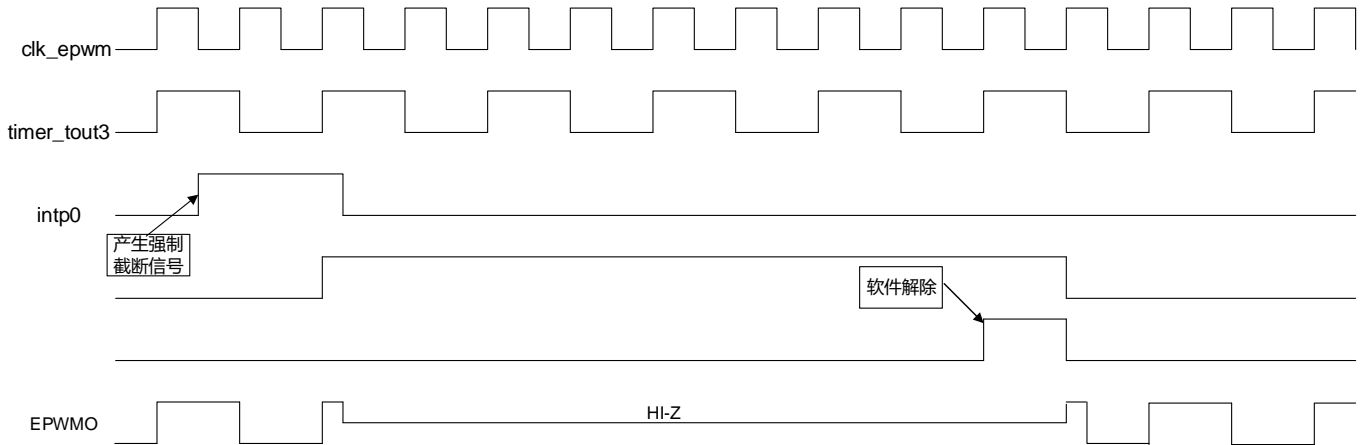 clk_epwm
timer_tout3
intp0
产生强制
截断信号
软件解除
HI-Z
EPWMO